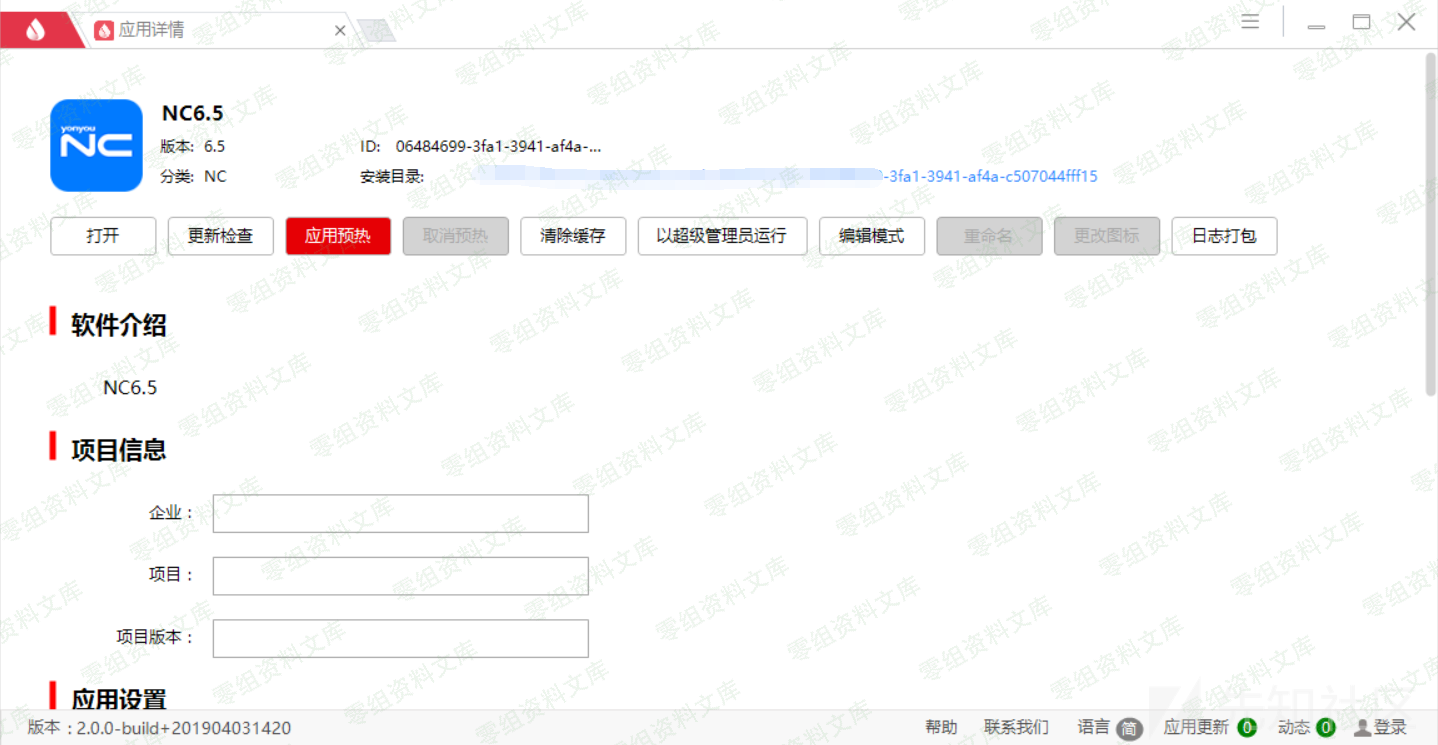 应用详情
NC6.5
yonyou
NC
版本: 6.5
ID: 06484699-3fa1-3941-af4a-...
分类: NC
安装目录: -3fa1-3941-af4a-c507044fff15
打开 更新检查 应用预热 取消预热 清除缓存 以超级管理员运行 编辑模式 重命名 更改图标 日志打包
软件介绍
NC6.5
项目信息
企业：
项目：
项目版本：
应用设置
版本：2.0.0-build+201904031420 帮助 联系我们 语言 简 应用更新 0 动态 0 登录
零组资料文库
先知社区